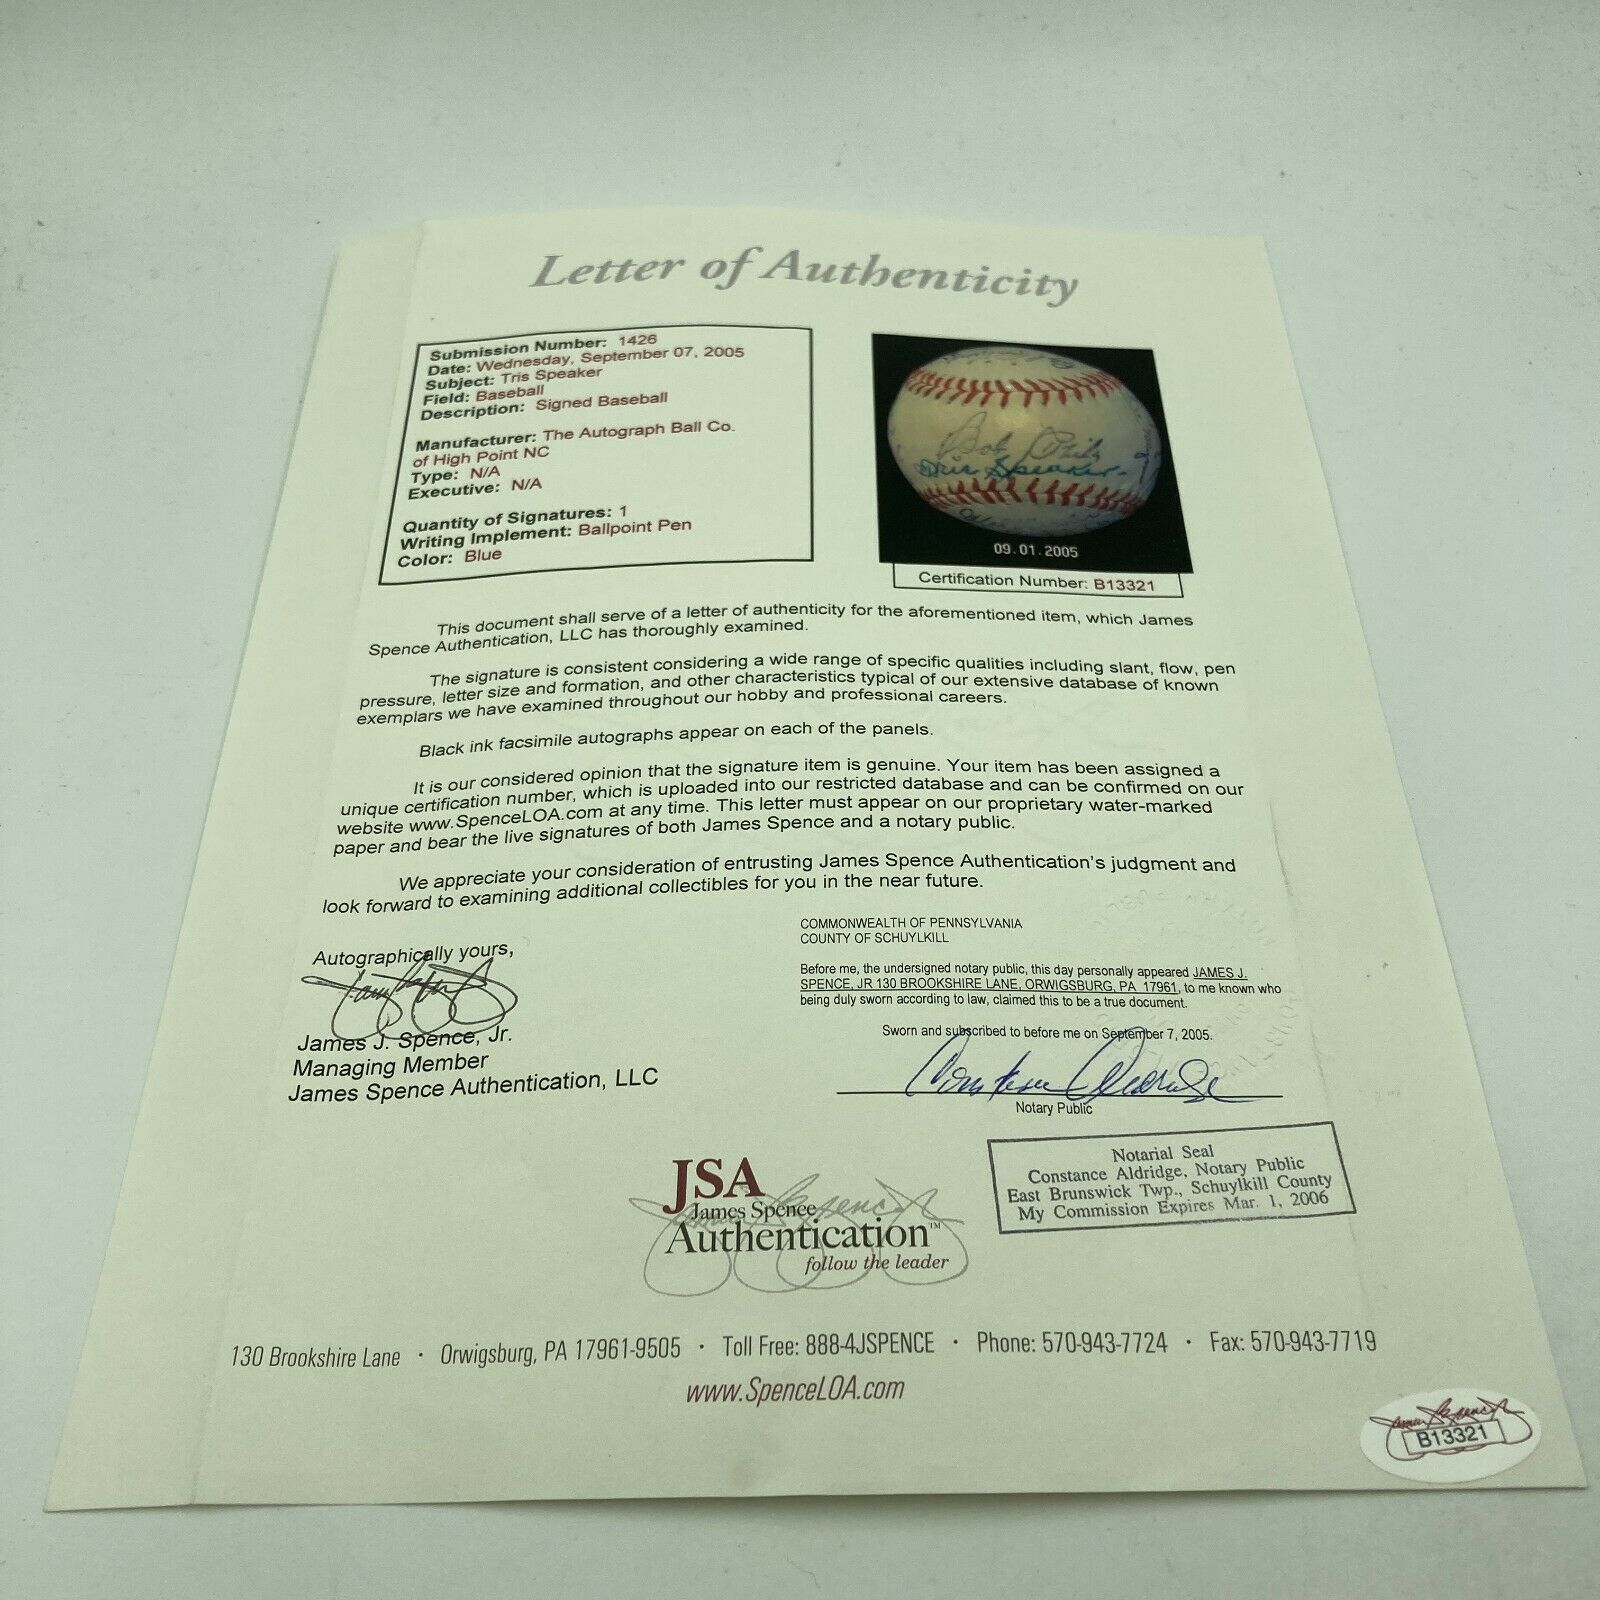 Letter of Authenticity
Submission Number: 1426
Date: Wednesday, September 07, 2005
Subject: Tris Speaker
Field: Baseball
Description: Signed Baseball
Manufacturer: The Autograph Ball Co.
of High Point NC
Type: N/A
Executive: N/A
Quantity of Signatures: 1
Writing Implement: Ballpoint Pen
Color: Blue
Bob
Tris Speaker
09.01.2005
Certification Number: B13321
This document shall serve of a letter of authenticity for the aforementioned item, which James
Spence Authentication, LLC has thoroughly examined.
The signature is consistent considering a wide range of specific qualities including slant, flow, pen
pressure, letter size and formation, and other characteristics typical of our extensive database of known
exemplars we have examined throughout our hobby and professional careers.
Black ink facsimile autographs appear on each of the panels.
It is our considered opinion that the signature item is genuine. Your item has been assigned a
unique certification number, which is uploaded into our restricted database and can be confirmed on our
website www.SpenceLOA.com at any time. This letter must appear on our proprietary water-marked
paper and bear the live signatures of both James Spence and a notary public.
We appreciate your consideration of entrusting James Spence Authentication's judgment and
look forward to examining additional collectibles for you in the near future.
Autographically yours,
James J. Spence, Jr.
Managing Member
James Spence Authentication, LLC
COMMONWEALTH OF PENNSYLVANIA
COUNTY OF SCHUYLKILL
Before me, the undersigned notary public, this day personally appeared JAMES J.
SPENCE, JR 130 BROOKSHIRE LANE, ORWIGSBURG, PA 17961, to me known who
being duly sworn according to law, claimed this to be a true document.
Sworn and subscribed to before me on September 7, 2005.
Constance Aldridge
Notary Public
Notarial Seal
Constance Aldridge, Notary Public
East Brunswick Twp., Schuylkill County
My Commission Expires Mar. 1, 2006
JSA
James Spence
Authentication™
follow the leader
130 Brookshire Lane · Orwigsburg, PA 17961-9505 · Toll Free: 888-4JSPENCE · Phone: 570-943-7724 · Fax: 570-943-7719
www.SpenceLOA.com
B13321